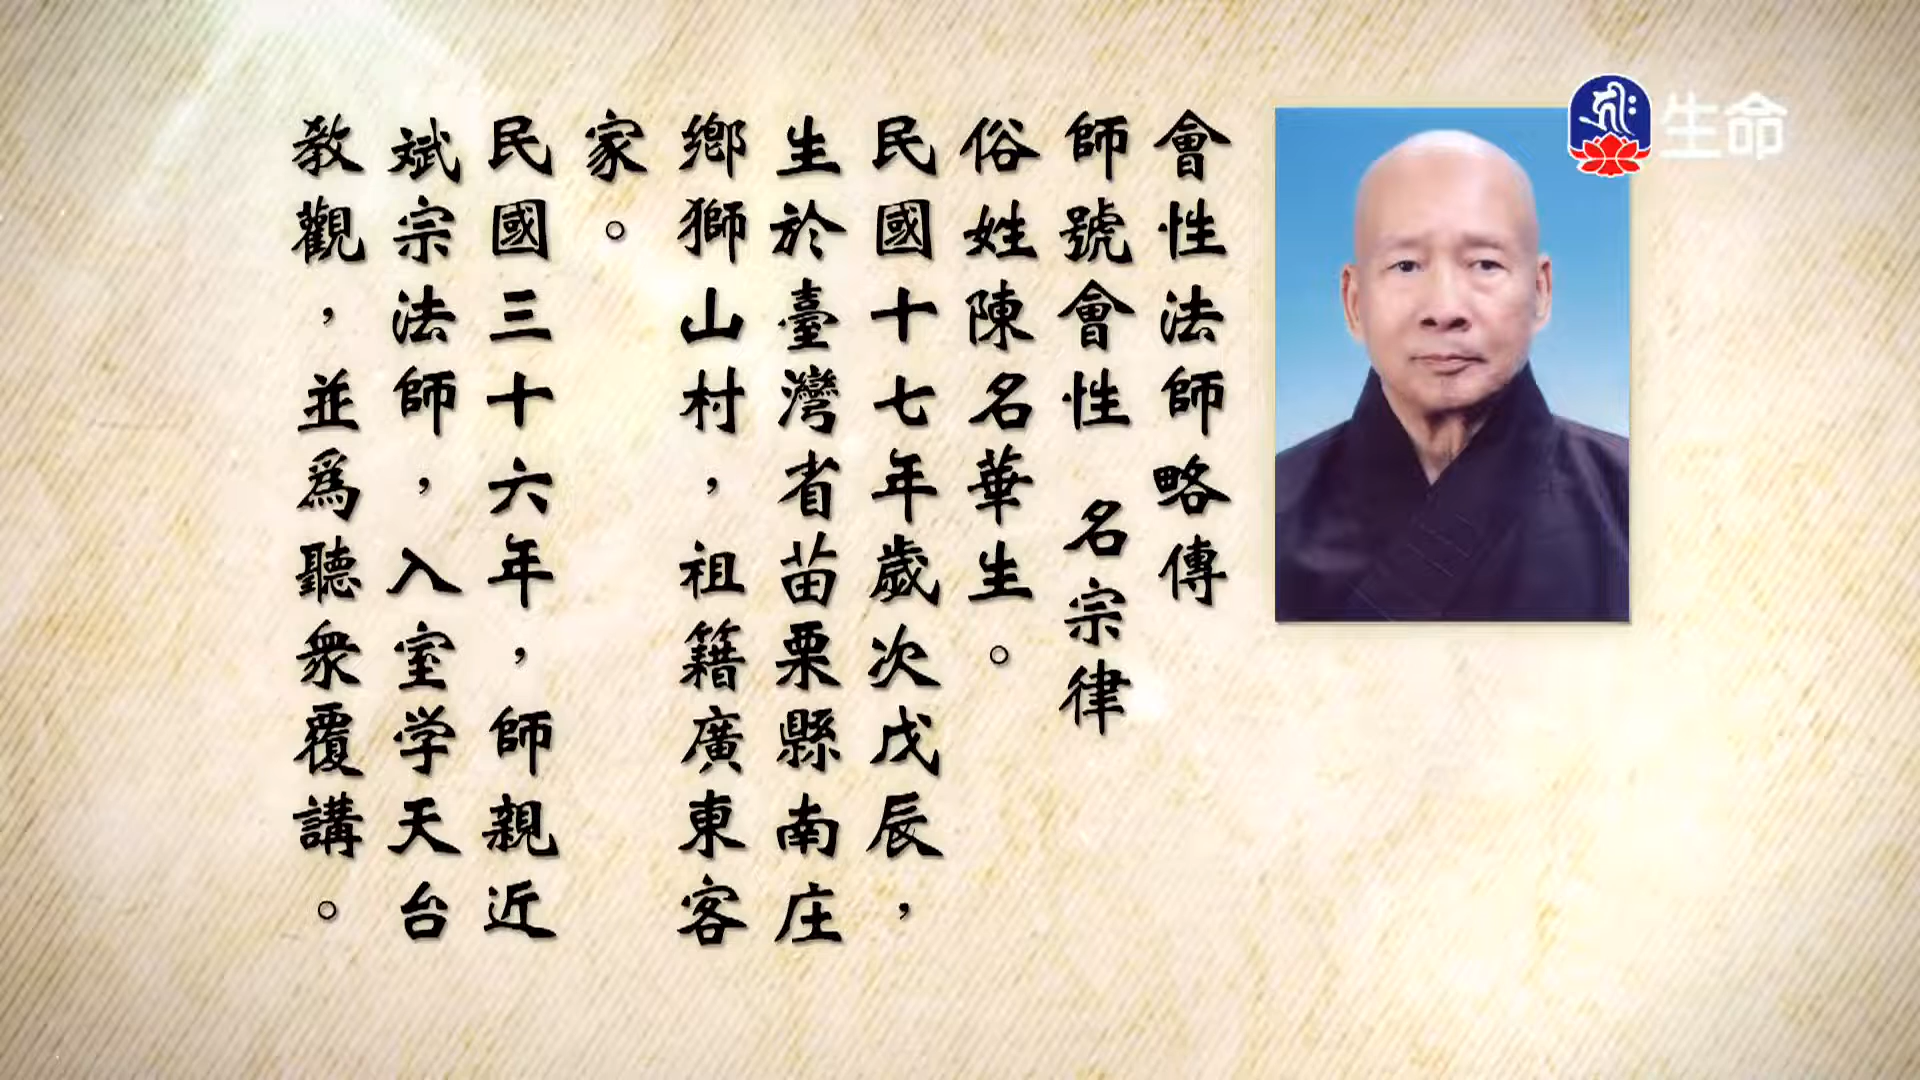 會性法師略傳
師號會性 名宗律
俗姓陳名華生。
民國十七年歲次戊辰，
生於臺灣省苗栗縣南庄
鄉獅山村，祖籍廣東客
家。
民國三十六年，師親近
斌宗法師，入室学天台
教觀，並爲聽衆覆講。
生命